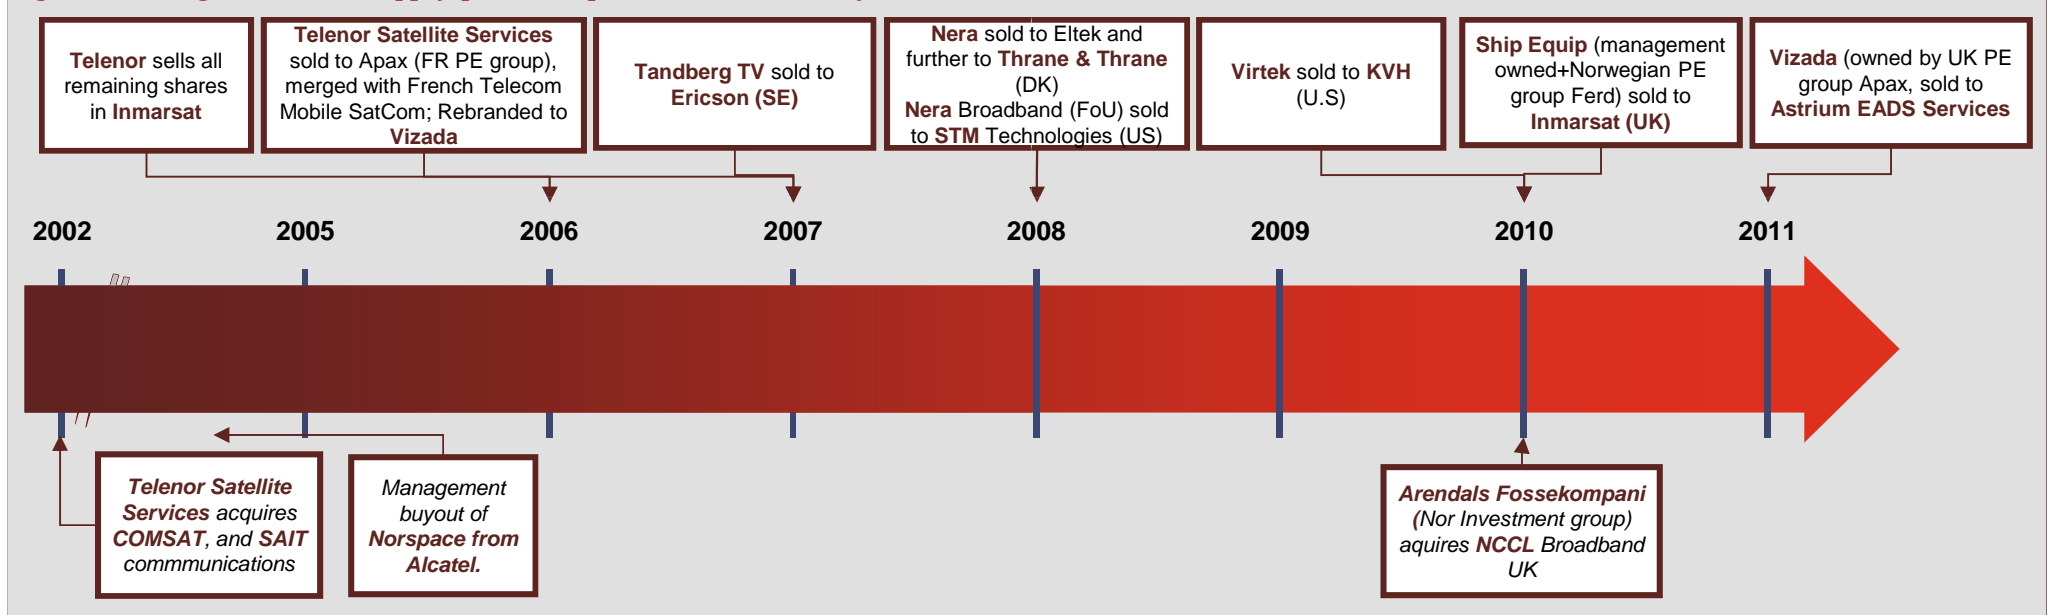 Telenor sells all
remaining shares
in Inmarsat
Telenor Satellite Services
sold to Apax (FR PE group),
merged with French Telecom
Mobile SatCom; Rebranded to
Vizada
Tandberg TV sold to
Ericson (SE)
Nera sold to Eltek and
further to Thrane & Thrane
(DK)
Nera Broadband (FoU) sold
to STM Technologies (US)
Virtek sold to KVH
(U.S)
Ship Equip (management
owned+Norwegian PE
group Ferd) sold to
Inmarsat (UK)
Vizada (owned by UK PE
group Apax, sold to
Astrium EADS Services
2002 2005 2006 2007 2008 2009 2010 2011
Telenor Satellite
Services acquires
COMSAT, and SAIT
commmunications
Management
buyout of
Norspace from
Alcatel.
Arendals Fossekompani
(Nor Investment group)
aquires NCCL Broadband
UK